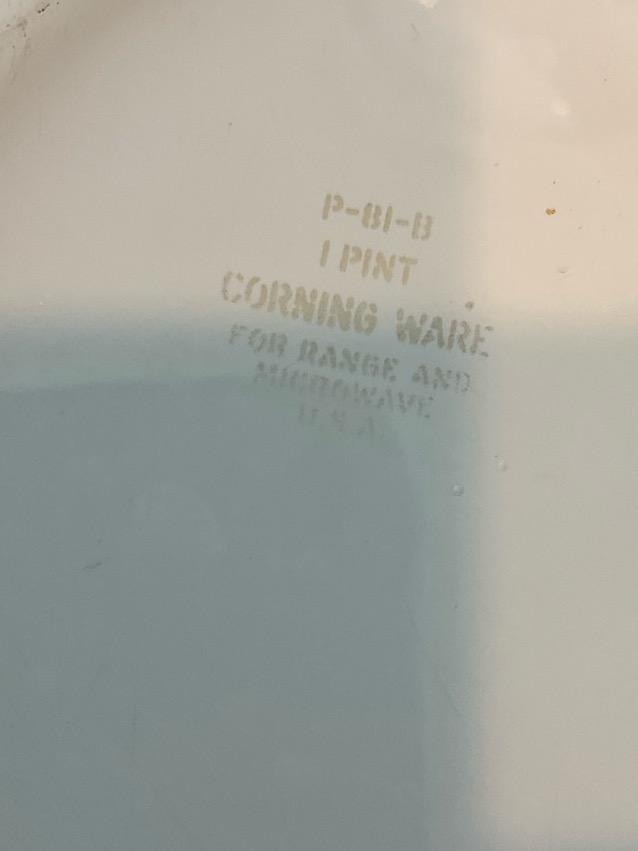 P-81-B
1 PINT
CORNING WARE
FOR RANGE AND
MICROWAVE
U.S.A.